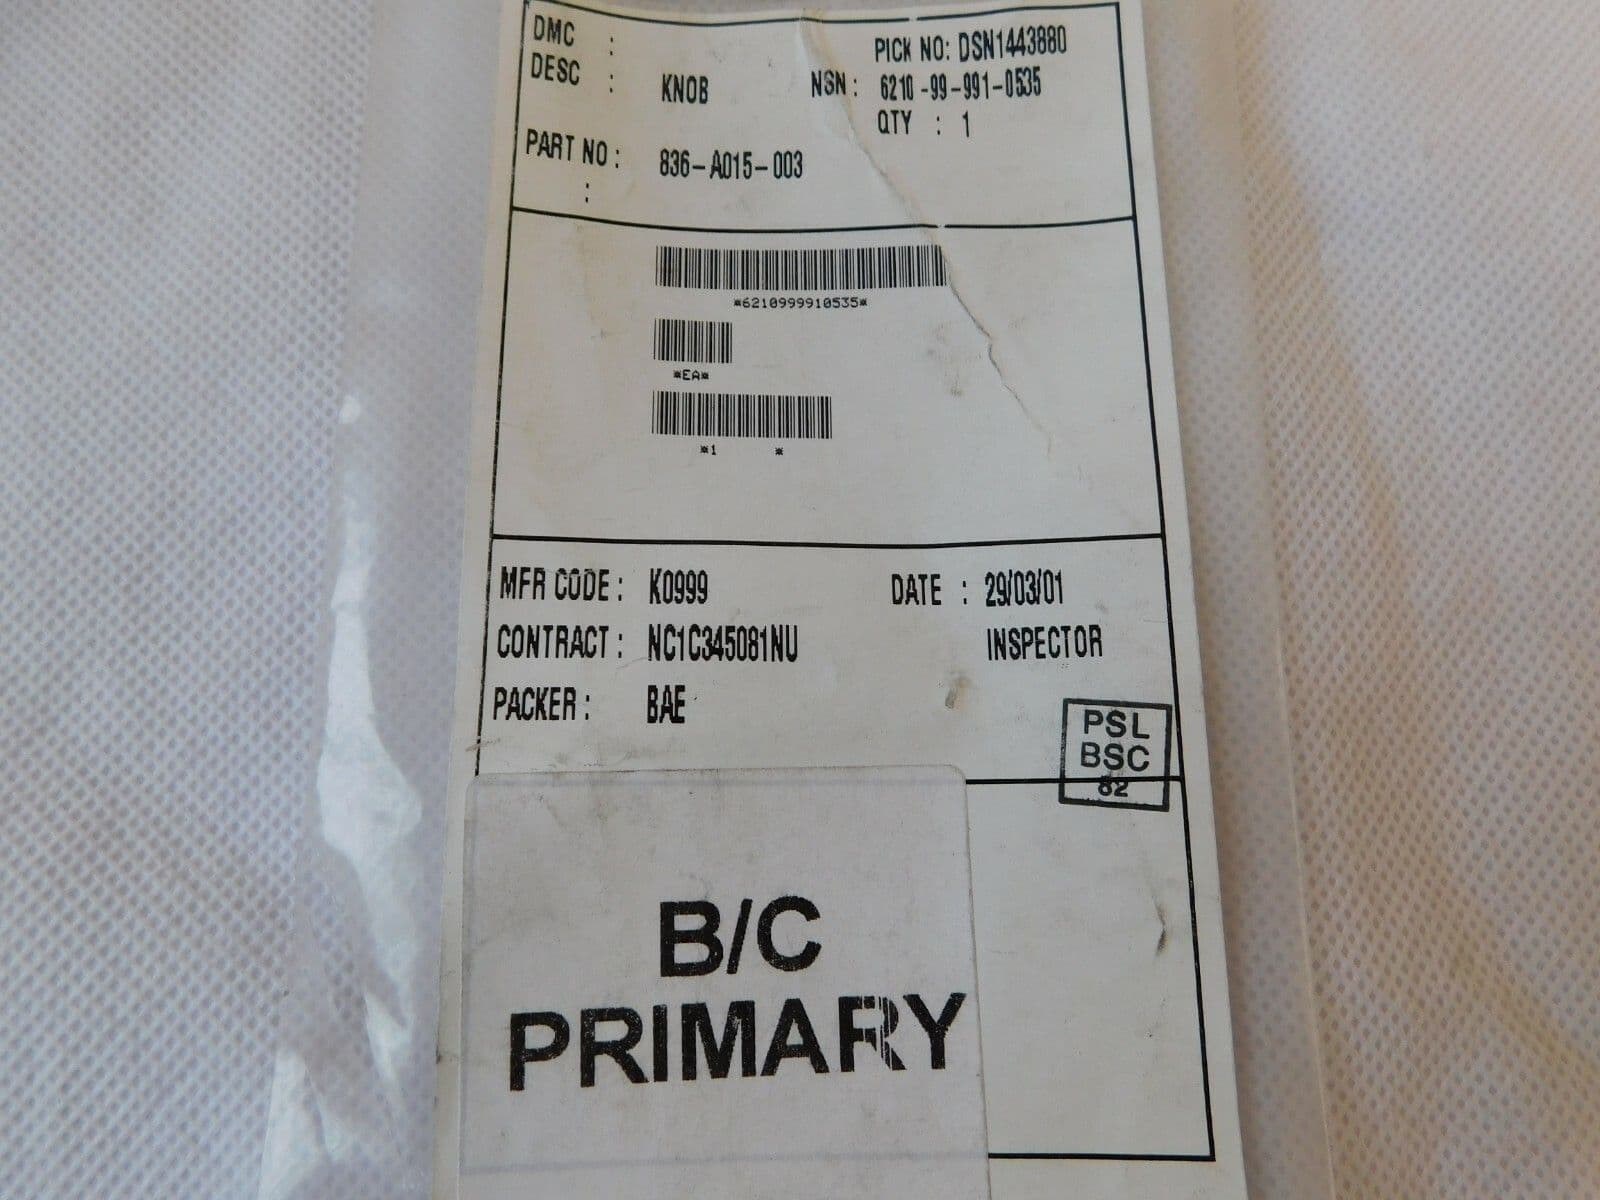 DMC :
PICK NO: DSN1443880
DESC : KNOB
NSN: 6210-99-991-0535
QTY : 1
PART NO: 836-A015-003
:
*6210999910535*
*EA*
*1 *
MFR CODE: K0999
DATE : 29/03/01
CONTRACT: NC1C345081NU
INSPECTOR
PACKER: BAE
PSL
BSC
82
B/C
PRIMARY